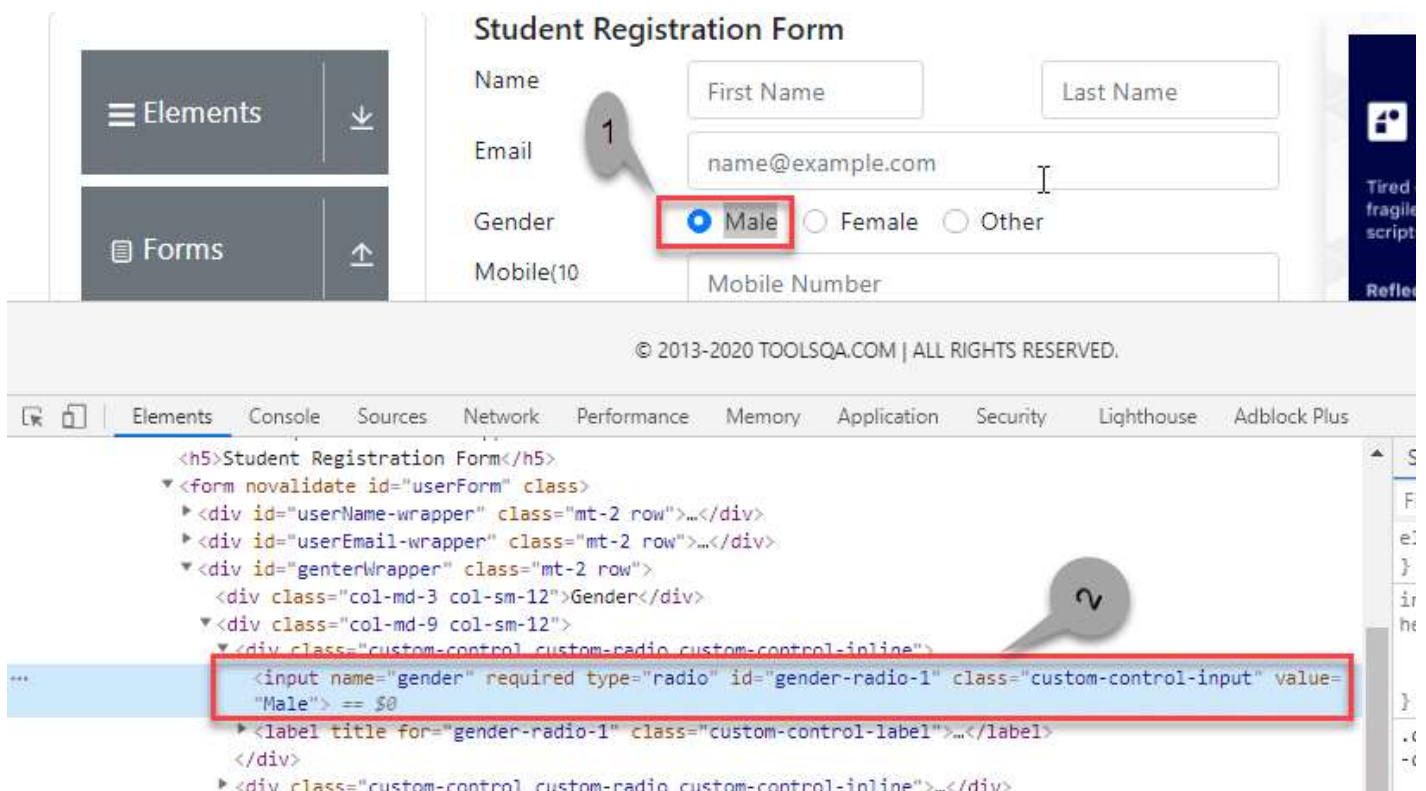 Student Registration Form
Name
First Name
Last Name
Elements
1
Email
name@example.com
Gender
Male
Female
Other
Forms
Mobile(10
Mobile Number
Tired
fragile
script
Reflec
© 2013-2020 TOOLSQA.COM | ALL RIGHTS RESERVED.
Elements Console Sources Network Performance Memory Application Security Lighthouse Adblock Plus
<h5>Student Registration Form</h5>
▼<form novalidate id="userForm" class>
▶<div id="userName-wrapper" class="mt-2 row">…</div>
▶<div id="userEmail-wrapper" class="mt-2 row">…</div>
▼<div id="genterWrapper" class="mt-2 row">
<div class="col-md-3 col-sm-12">Gender</div>
▼<div class="col-md-9 col-sm-12">
2
▼<div class="custom-control custom-radio custom-control-inline">
… <input name="gender" required type="radio" id="gender-radio-1" class="custom-control-input" value=
"Male"> == $0
▶<label title for="gender-radio-1" class="custom-control-label">…</label>
</div>
▶<div class="custom-control custom-radio custom-control-inline">…</div>